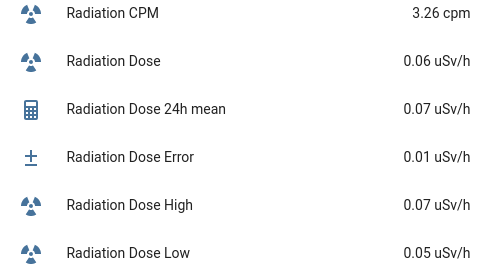 Radiation CPM 3.26 cpm
Radiation Dose 0.06 uSv/h
Radiation Dose 24h mean 0.07 uSv/h
Radiation Dose Error 0.01 uSv/h
Radiation Dose High 0.07 uSv/h
Radiation Dose Low 0.05 uSv/h